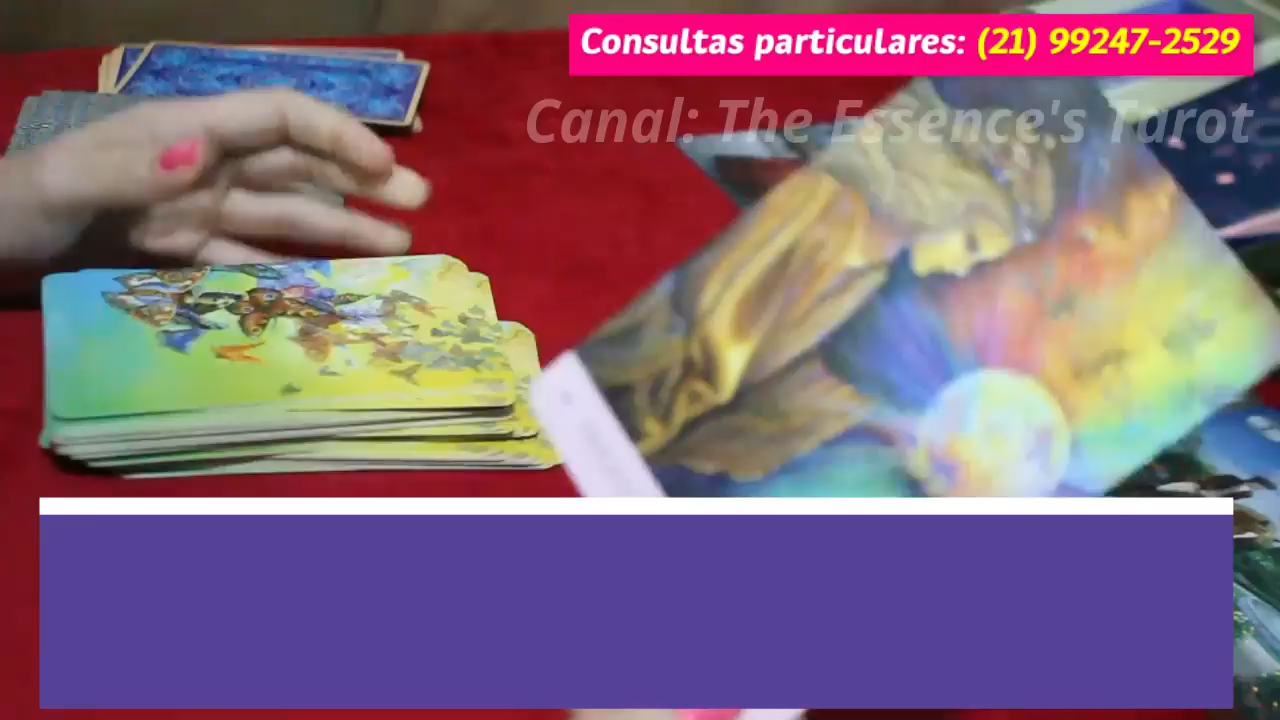 Consultas particulares: (21) 99247-2529
Canal: The Essence's Tarot